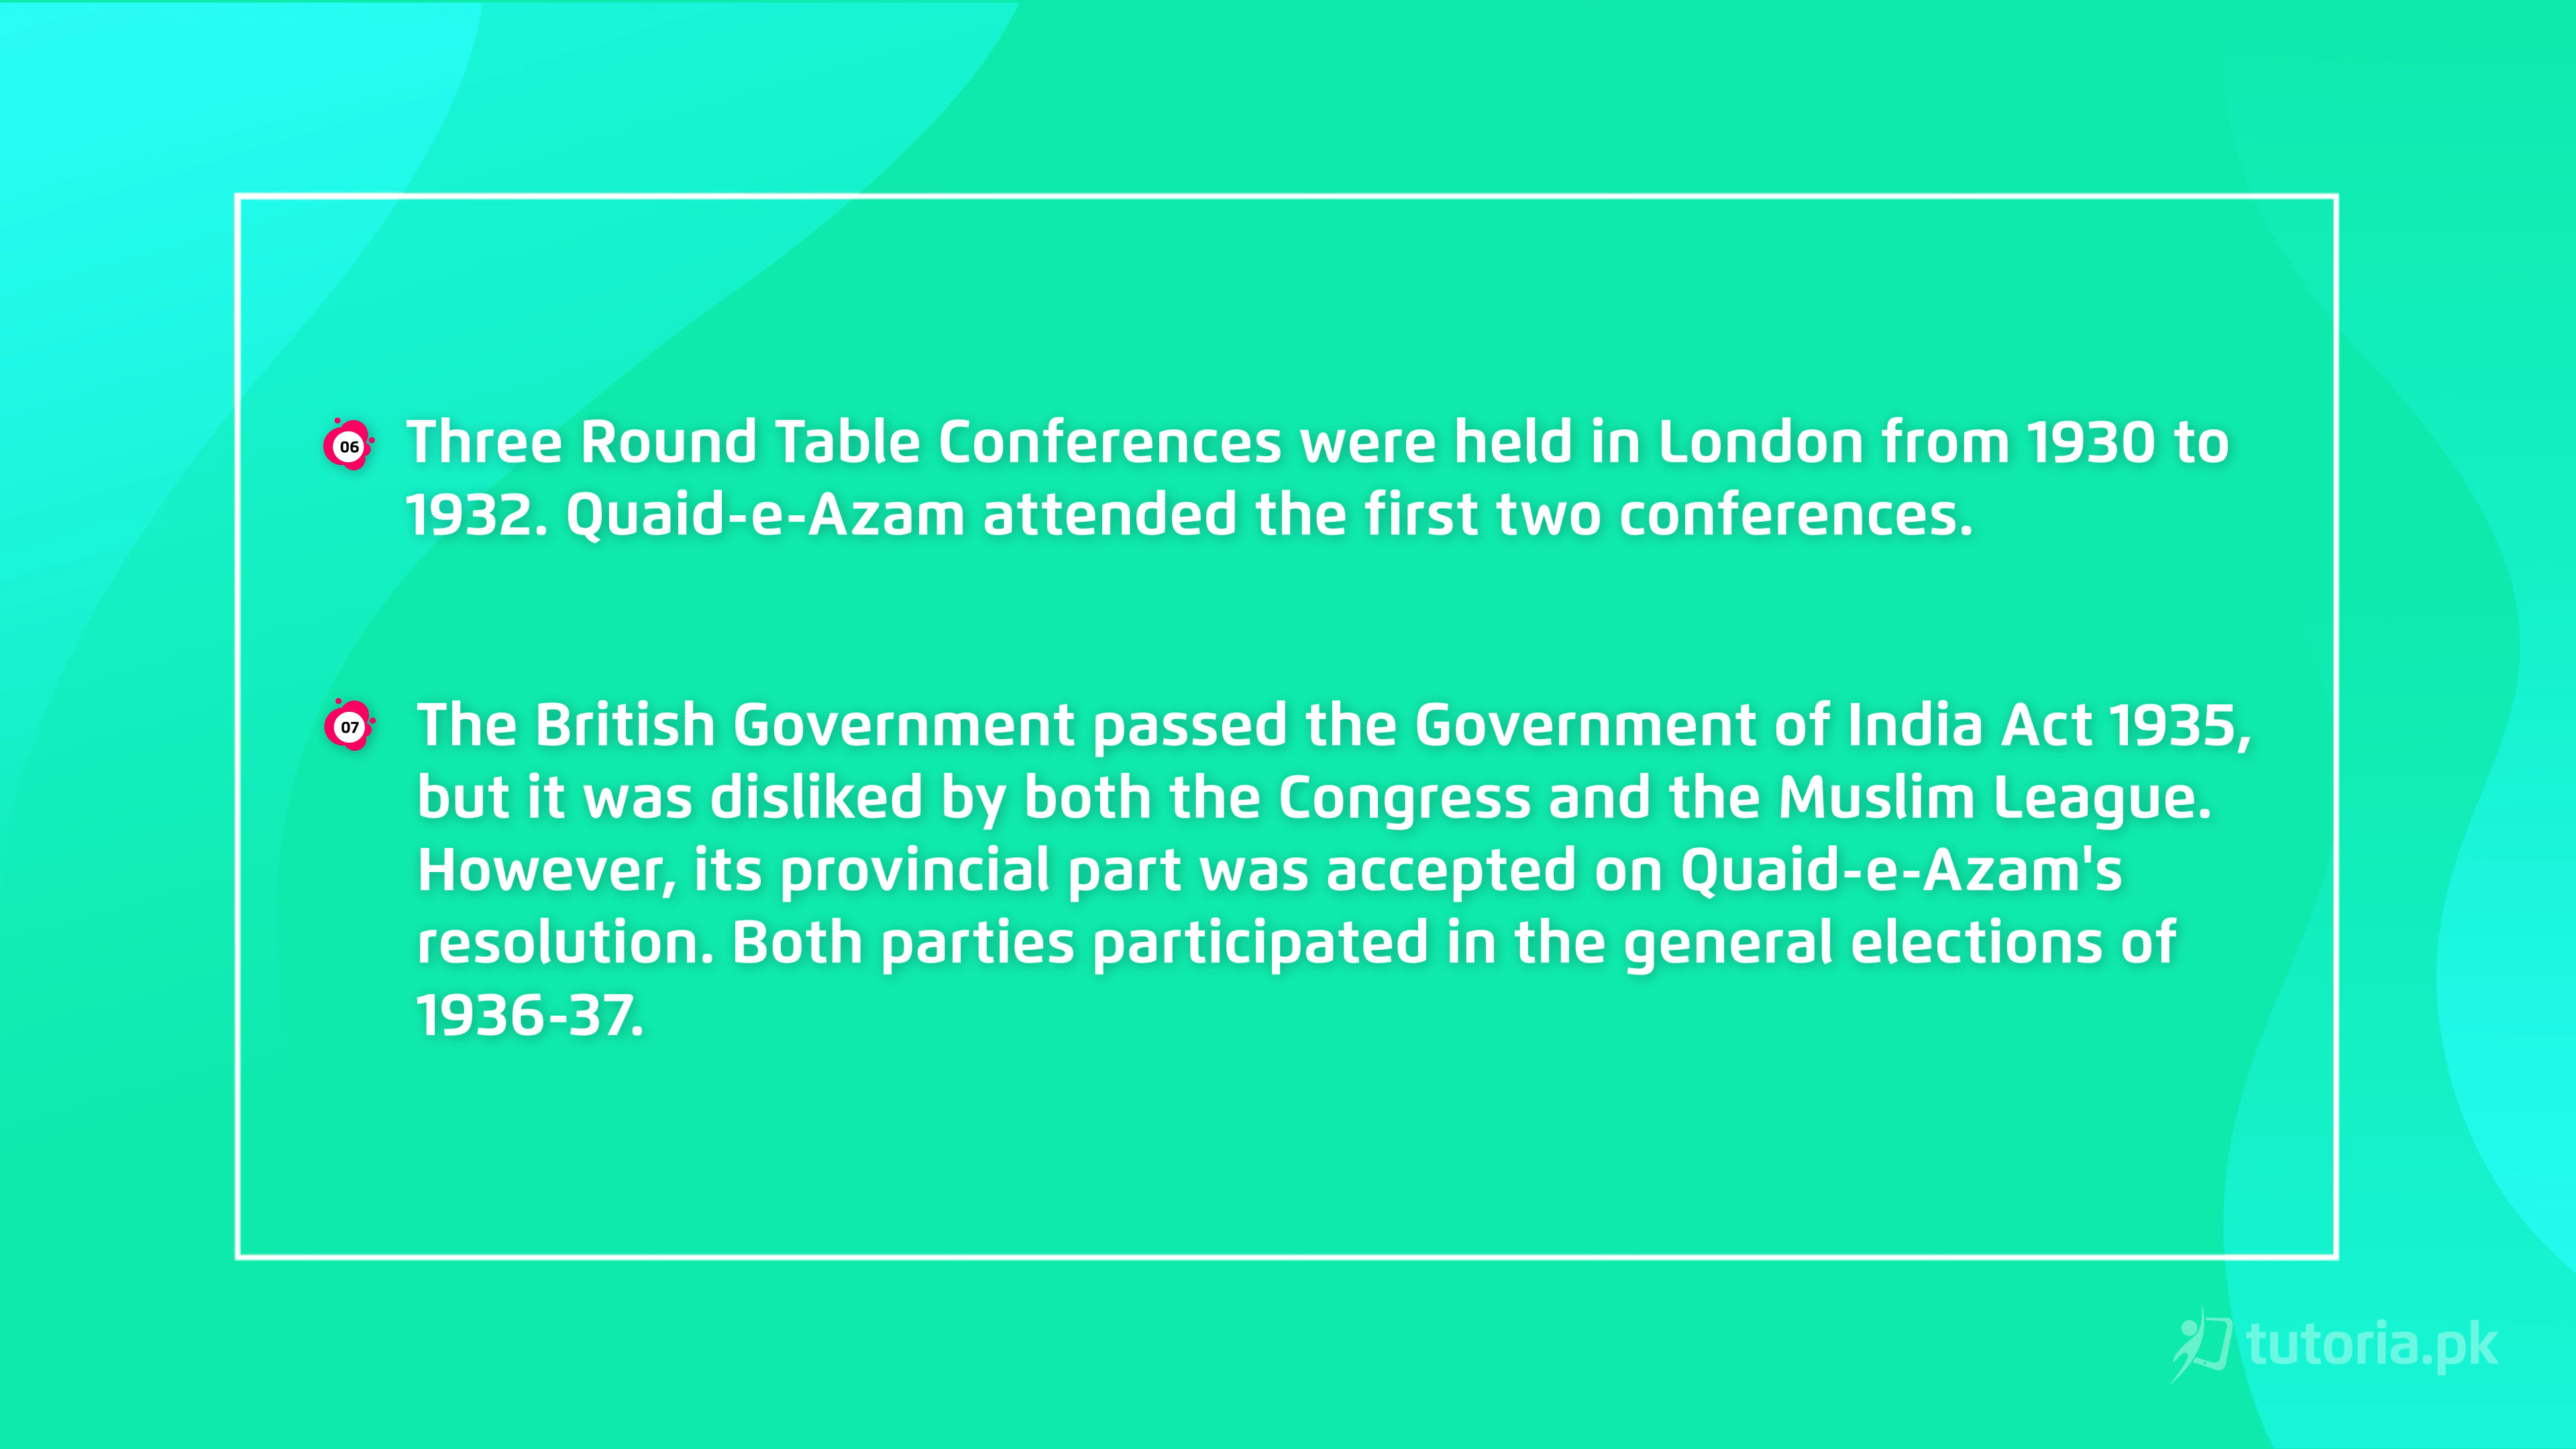 06
Three Round Table Conferences were held in London from 1930 to
1932. Quaid-e-Azam attended the first two conferences.
07
The British Government passed the Government of India Act 1935,
but it was disliked by both the Congress and the Muslim League.
However, its provincial part was accepted on Quaid-e-Azam's
resolution. Both parties participated in the general elections of
1936-37.
tutoria.pk